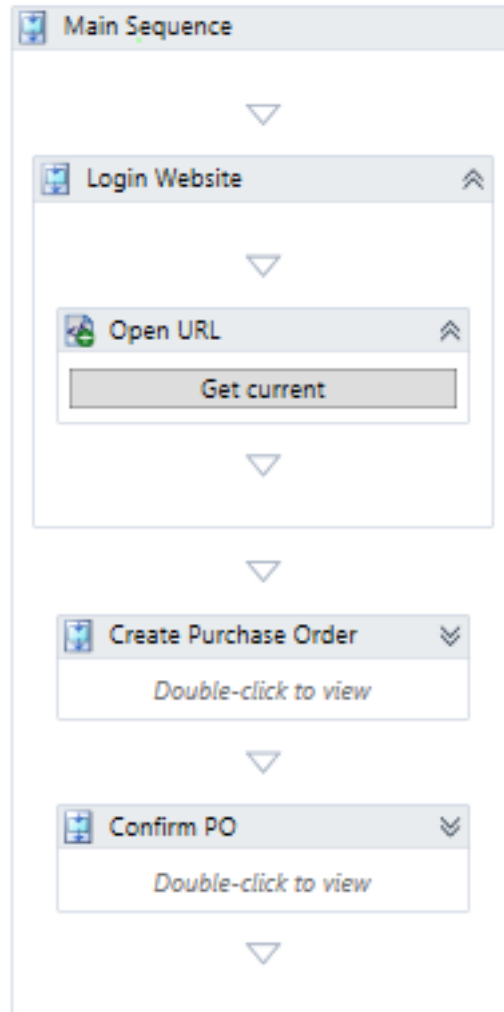 Main Sequence
Login Website
Open URL
Get current
Create Purchase Order
Double-click to view
Confirm PO
Double-click to view